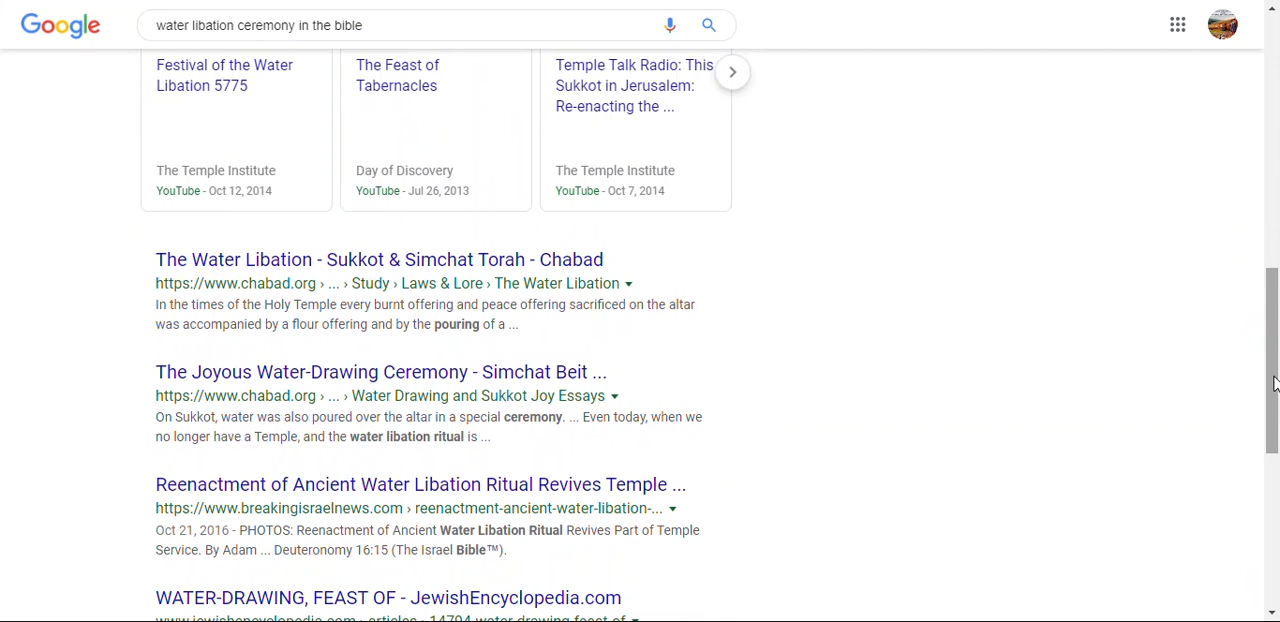 Google
water libation ceremony in the bible
Festival of the Water
Libation 5775
The Temple Institute
YouTube - Oct 12, 2014
The Feast of
Tabernacles
Day of Discovery
YouTube - Jul 26, 2013
Temple Talk Radio: This
Sukkot in Jerusalem:
Re-enacting the ...
The Temple Institute
YouTube - Oct 7, 2014
The Water Libation - Sukkot & Simchat Torah - Chabad
https://www.chabad.org › ... › Study › Laws & Lore › The Water Libation
In the times of the Holy Temple every burnt offering and peace offering sacrificed on the altar
was accompanied by a flour offering and by the pouring of a ...
The Joyous Water-Drawing Ceremony - Simchat Beit ...
https://www.chabad.org › ... › Water Drawing and Sukkot Joy Essays
On Sukkot, water was also poured over the altar in a special ceremony. ... Even today, when we
no longer have a Temple, and the water libation ritual is ...
Reenactment of Ancient Water Libation Ritual Revives Temple ...
https://www.breakingisraelnews.com › reenactment-ancient-water-libation-...
Oct 21, 2016 - PHOTOS: Reenactment of Ancient Water Libation Ritual Revives Part of Temple
Service. By Adam ... Deuteronomy 16:15 (The Israel Bible™).
WATER-DRAWING, FEAST OF - JewishEncyclopedia.com
www.jewishencyclopedia.com › articles › 14794-water-drawing-feast-of